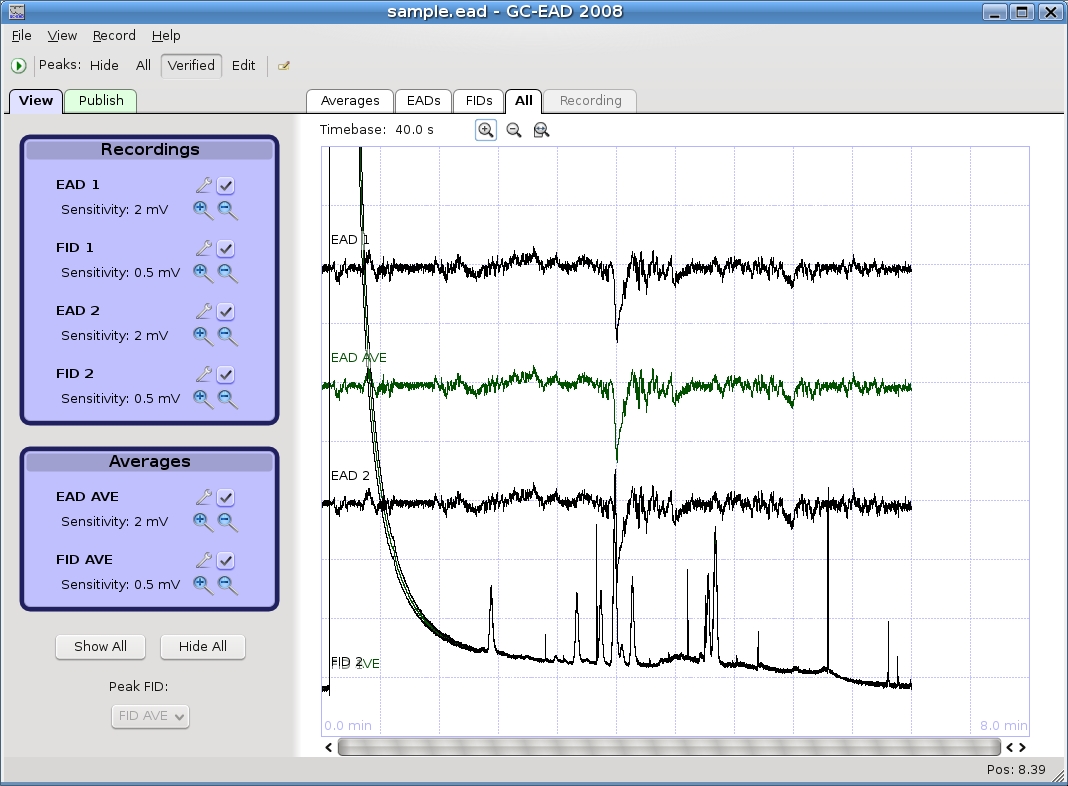 sample.ead - GC-EAD 2008
File View Record Help
Peaks: Hide All Verified Edit
View Publish
Averages EADs FIDs All Recording
Timebase: 40.0 s
Recordings
EAD 1
Sensitivity: 2 mV
FID 1
Sensitivity: 0.5 mV
EAD 2
Sensitivity: 2 mV
FID 2
Sensitivity: 0.5 mV
Averages
EAD AVE
Sensitivity: 2 mV
FID AVE
Sensitivity: 0.5 mV
Show All Hide All
Peak FID:
FID AVE
EAD 1
EAD AVE
EAD 2
FID 2
0.0 min 8.0 min
Pos: 8.39